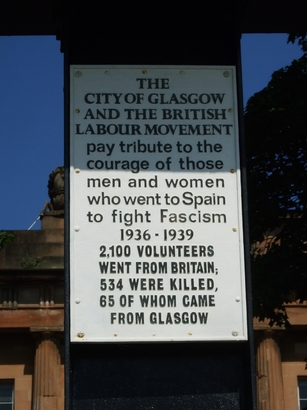 THE
CITY OF GLASGOW
AND THE BRITISH
LABOUR MOVEMENT
pay tribute to the
courage of those
men and women
who went to Spain
to fight Fascism
1936 - 1939
2,100 VOLUNTEERS
WENT FROM BRITAIN;
534 WERE KILLED,
65 OF WHOM CAME
FROM GLASGOW